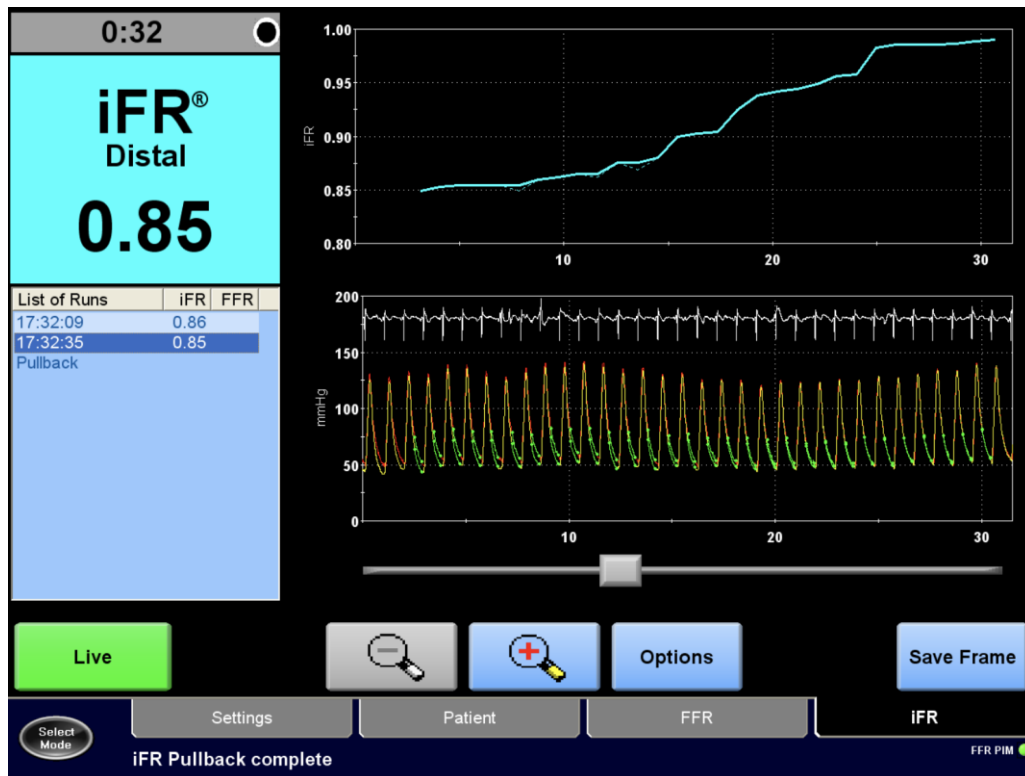 0:32
iFR®
Distal
0.85
List of Runs iFR FFR
17:32:09 0.86
17:32:35 0.85
Pullback
1.00
0.95
0.90
0.85
0.80
iFR
10 20 30
200
150
100
50
0
mmHg
10 20 30
Live
Options
Save Frame
Select
Mode
Settings
Patient
FFR
iFR
iFR Pullback complete
FFR PIM